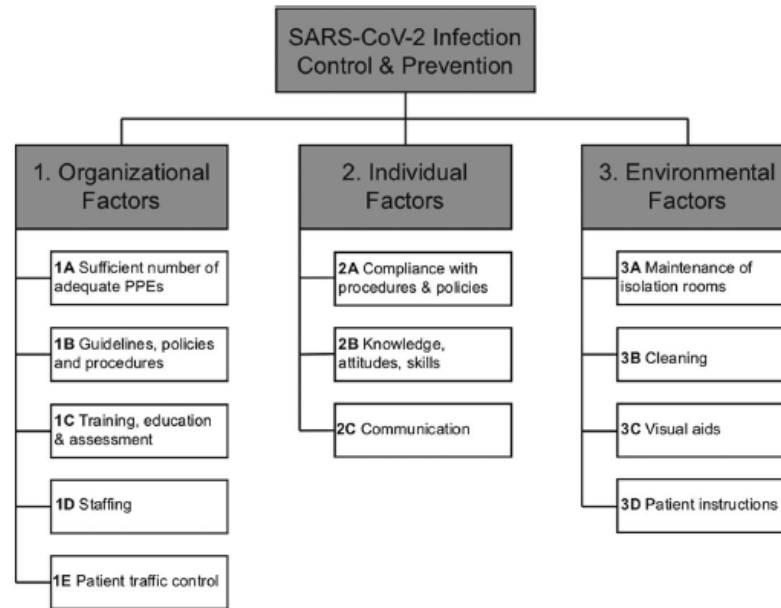 SARS-CoV-2 Infection
Control & Prevention
1. Organizational
Factors
1A Sufficient number of
adequate PPEs
1B Guidelines, policies
and procedures
1C Training, education
& assessment
1D Staffing
1E Patient traffic control
2. Individual
Factors
2A Compliance with
procedures & policies
2B Knowledge,
attitudes, skills
2C Communication
3. Environmental
Factors
3A Maintenance of
isolation rooms
3B Cleaning
3C Visual aids
3D Patient instructions